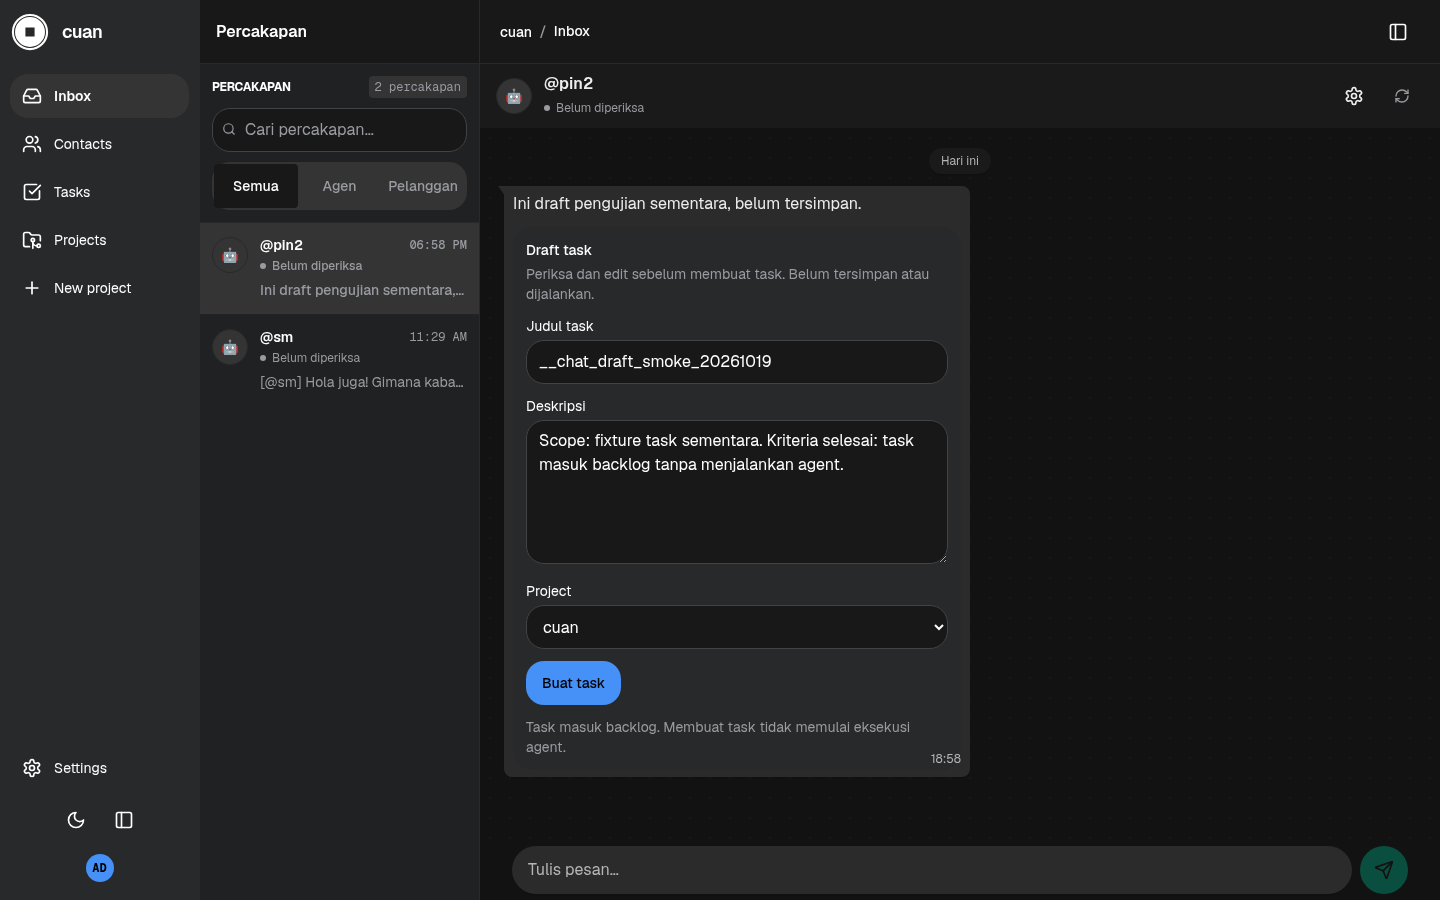 cuan
Inbox
Contacts
Tasks
Projects
New project
Settings
AD
Percakapan
PERCAKAPAN
2 percakapan
Cari percakapan...
Semua
Agen
Pelanggan
@pin2
06:58 PM
Belum diperiksa
Ini draft pengujian sementara,...
@sm
11:29 AM
Belum diperiksa
[@sm] Hola juga! Gimana kaba...
cuan / Inbox
@pin2
Belum diperiksa
Hari ini
Ini draft pengujian sementara, belum tersimpan.
Draft task
Periksa dan edit sebelum membuat task. Belum tersimpan atau
dijalankan.
Judul task
__chat_draft_smoke_20261019
Deskripsi
Scope: fixture task sementara. Kriteria selesai: task
masuk backlog tanpa menjalankan agent.
Project
cuan
Buat task
Task masuk backlog. Membuat task tidak memulai eksekusi
agent.
18:58
Tulis pesan...